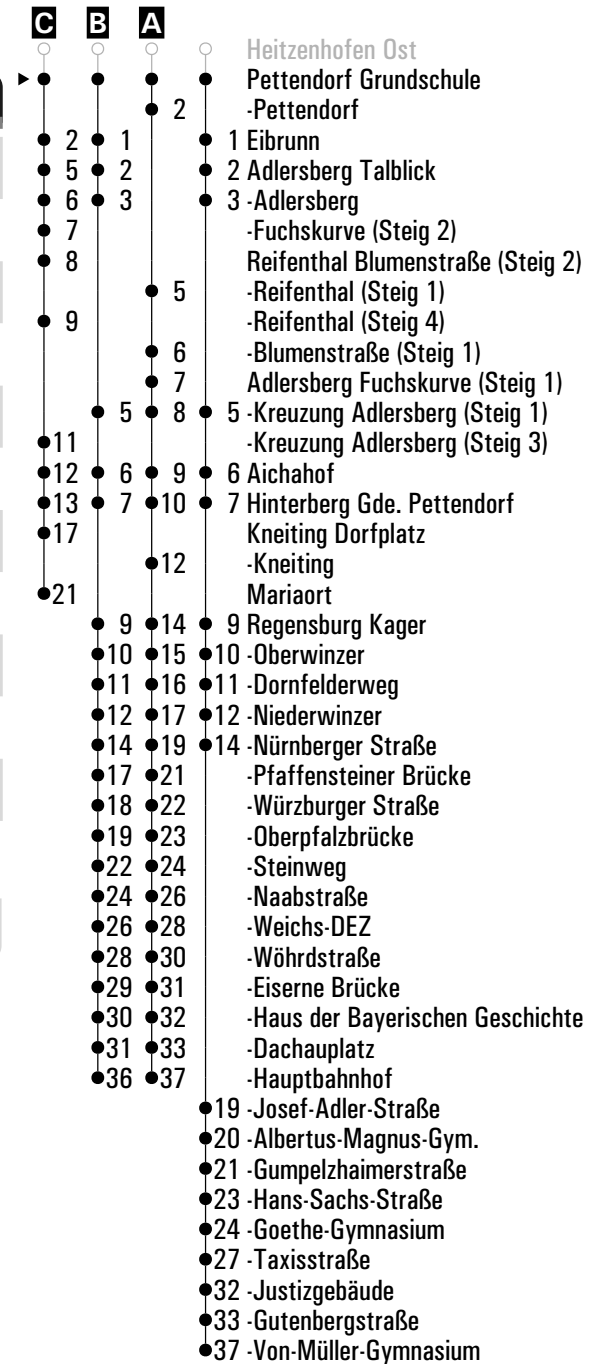 C B A
Heitzenhofen Ost
Pettendorf Grundschule
2 -Pettendorf
2 1 1 Eibrunn
5 2 2 Adlersberg Talblick
6 3 3 -Adlersberg
7 -Fuchskurve (Steig 2)
8 Reifenthal Blumenstraße (Steig 2)
5 -Reifenthal (Steig 1)
9 -Reifenthal (Steig 4)
6 -Blumenstraße (Steig 1)
7 Adlersberg Fuchskurve (Steig 1)
5 8 5 -Kreuzung Adlersberg (Steig 1)
11 -Kreuzung Adlersberg (Steig 3)
12 6 9 6 Aichahof
13 7 10 7 Hinterberg Gde. Pettendorf
17 Kneiting Dorfplatz
12 -Kneiting
21 Mariaort
9 14 9 Regensburg Kager
10 15 10 -Oberwinzer
11 16 11 -Dornfelderweg
12 17 12 -Niederwinzer
14 19 14 -Nürnberger Straße
17 21 -Pfaffensteiner Brücke
18 22 -Würzburger Straße
19 23 -Oberpfalzbrücke
22 24 -Steinweg
24 26 -Naabstraße
26 28 -Weichs-DEZ
28 30 -Wöhrdstraße
29 31 -Eiserne Brücke
30 32 -Haus der Bayerischen Geschichte
31 33 -Dachauplatz
36 37 -Hauptbahnhof
19 -Josef-Adler-Straße
20 -Albertus-Magnus-Gym.
21 -Gumpelzhaimerstraße
23 -Hans-Sachs-Straße
24 -Goethe-Gymnasium
27 -Taxisstraße
32 -Justizgebäude
33 -Gutenbergstraße
37 -Von-Müller-Gymnasium